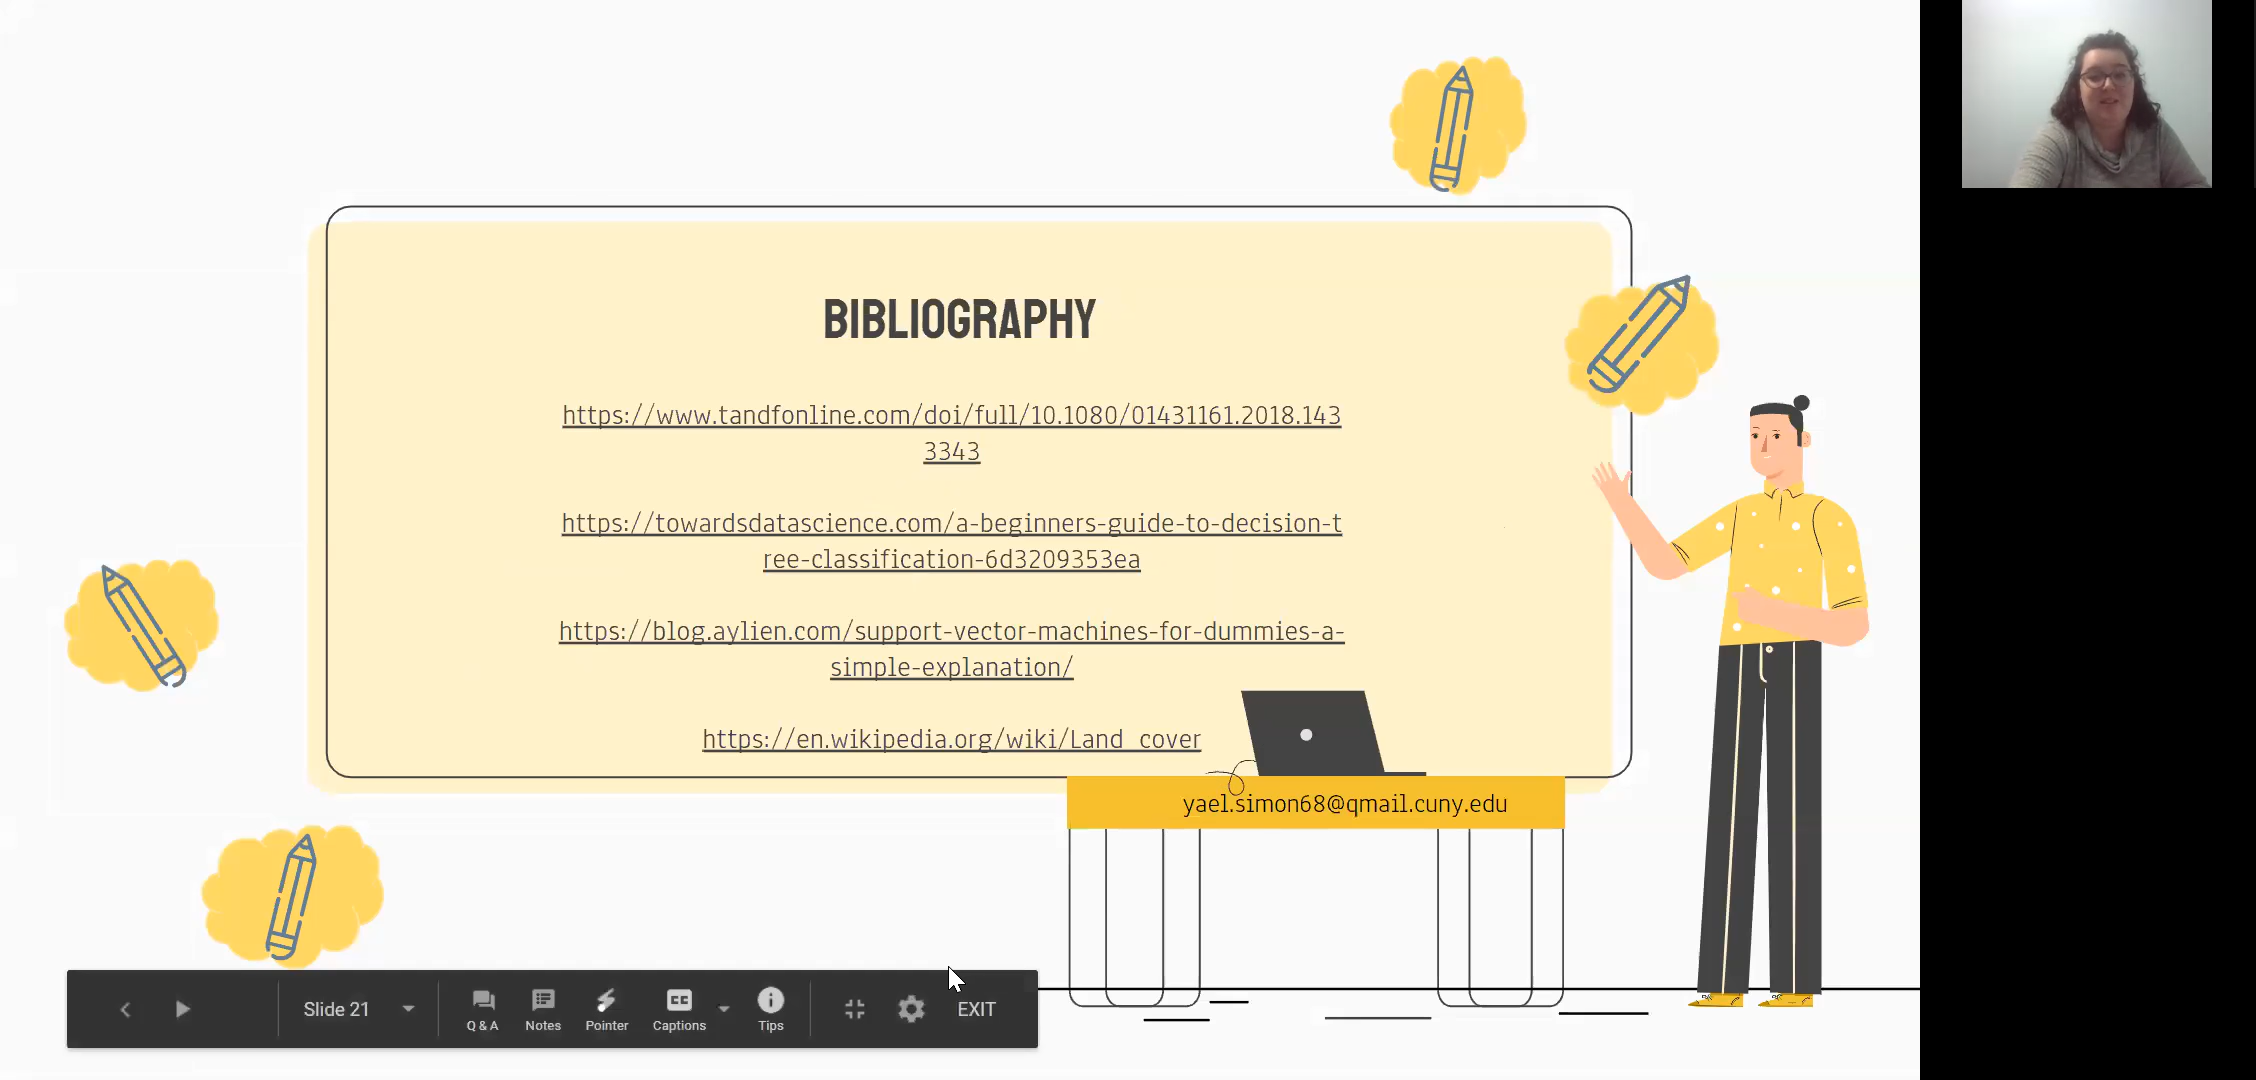 BIBLIOGRAPHY
https://www.tandfonline.com/doi/full/10.1080/01431161.2018.143
3343
https://towardsdatascience.com/a-beginners-guide-to-decision-t
ree-classification-6d3209353ea
https://blog.aylien.com/support-vector-machines-for-dummies-a-
simple-explanation/
https://en.wikipedia.org/wiki/Land_cover
yael.simon68@qmail.cuny.edu
Slide 21
Q & A
Notes
Pointer
CC
Captions
Tips
EXIT